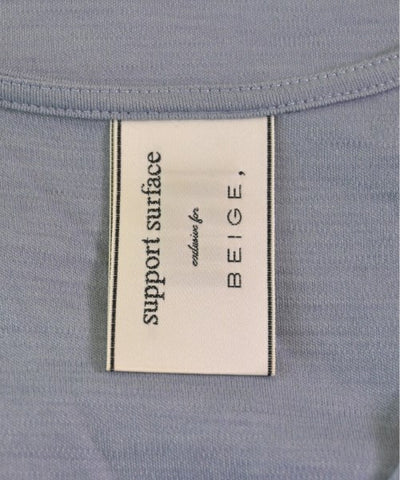 support surface
exclusive for
BEIGE,